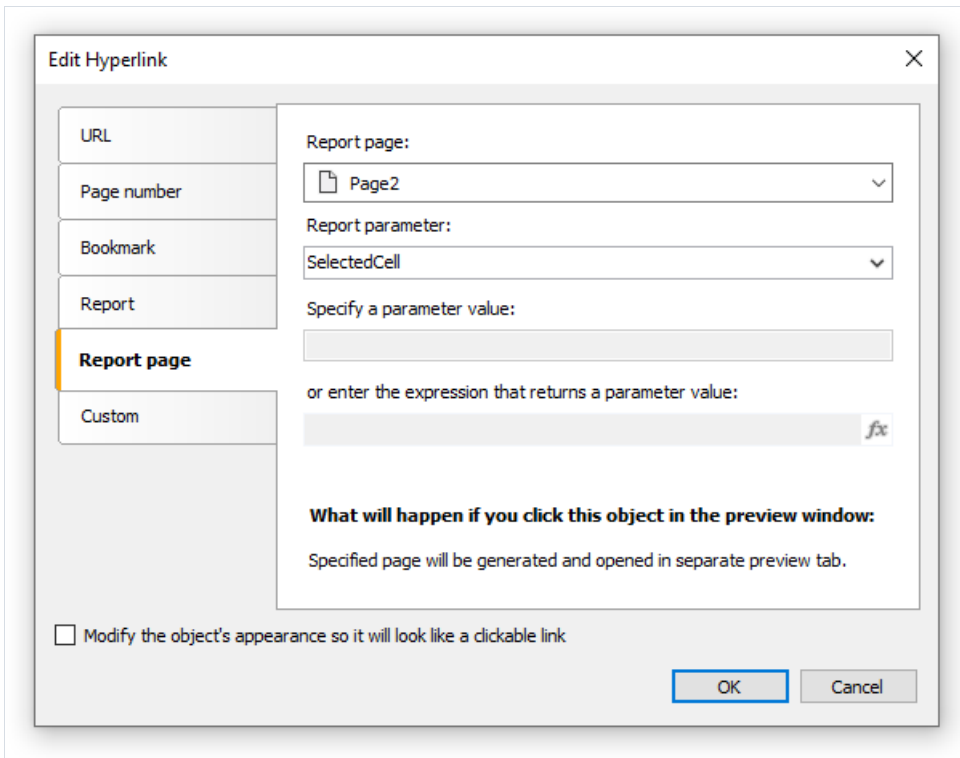 Edit Hyperlink
URL
Page number
Bookmark
Report
Report page
Custom
Report page:
Page2
Report parameter:
SelectedCell
Specify a parameter value:
or enter the expression that returns a parameter value:
fx
What will happen if you click this object in the preview window:
Specified page will be generated and opened in separate preview tab.
Modify the object's appearance so it will look like a clickable link
OK
Cancel